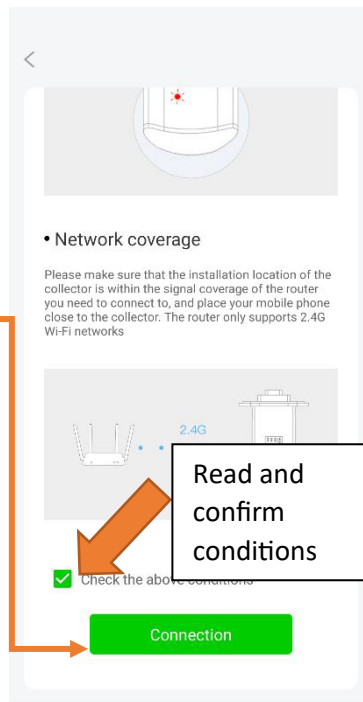 • Network coverage
Please make sure that the installation location of the
collector is within the signal coverage of the router
you need to connect to, and place your mobile phone
close to the collector. The router only supports 2.4G
Wi-Fi networks
2.4G
Read and
confirm
conditions
Check the above conditions
Connection